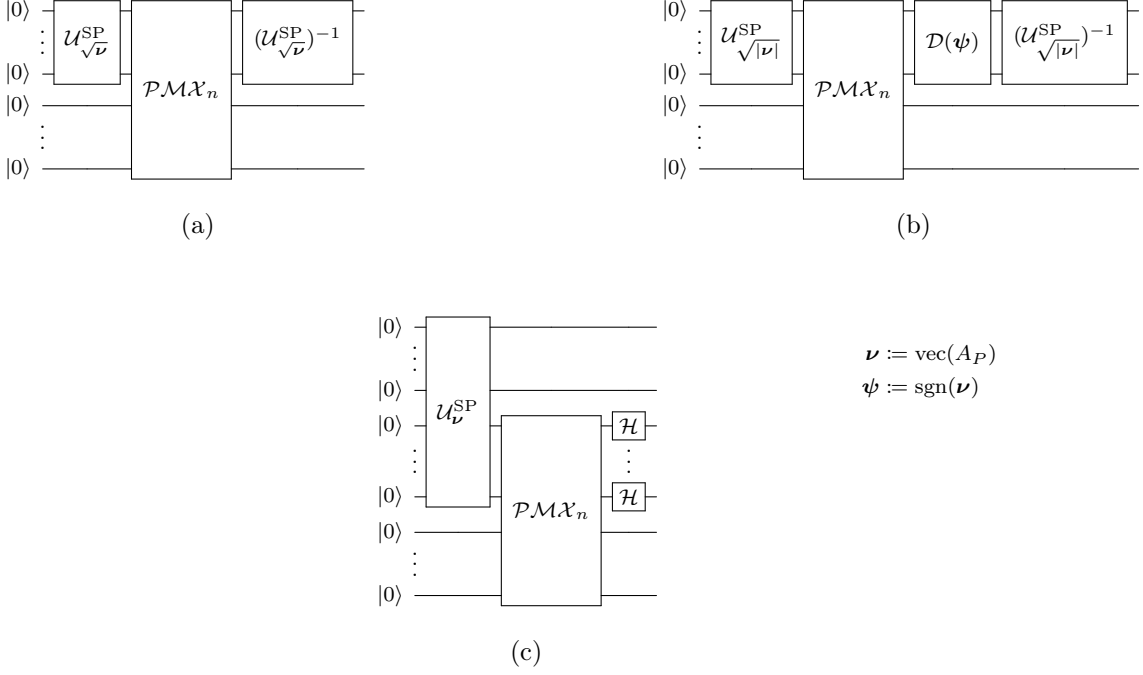 |0⟩
⋮
|0⟩
|0⟩
⋮
|0⟩
𝒰^SP_√𝝂
𝒫ℳ𝒳_n
(𝒰^SP_√𝝂)^−1
(a)
|0⟩
⋮
|0⟩
|0⟩
⋮
|0⟩
𝒰^SP_√|𝝂|
𝒫ℳ𝒳_n
𝒟(𝝍)
(𝒰^SP_√|𝝂|)^−1
(b)
|0⟩
⋮
|0⟩
|0⟩
⋮
|0⟩
|0⟩
⋮
|0⟩
𝒰^SP_𝝂
𝒫ℳ𝒳_n
ℋ
⋮
ℋ
(c)
𝝂 := vec(A_P)
𝝍 := sgn(𝝂)